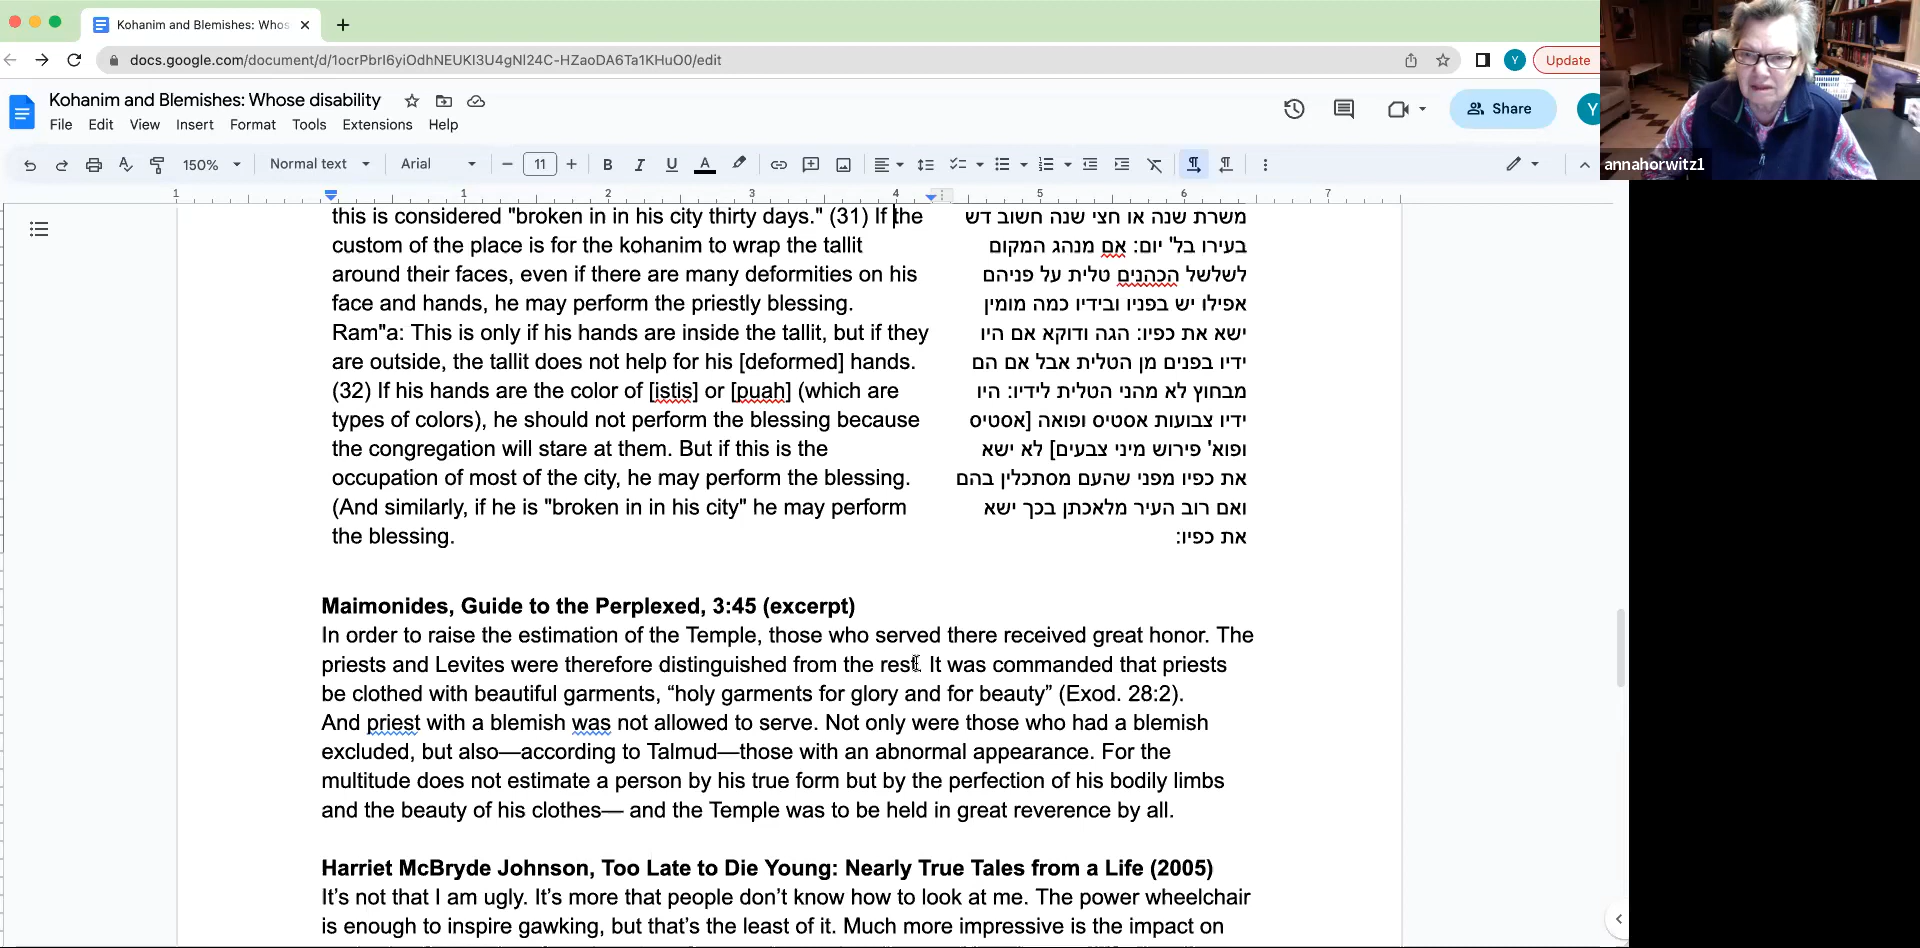 Kohanim and Blemishes: Whos
docs.google.com/document/d/1ocrPbrI6yiOdhNEUKI3U4gNl24C-HZaoDA6Ta1KHuO0/edit
Y
Update
Kohanim and Blemishes: Whose disability
File Edit View Insert Format Tools Extensions Help
Share
Y
150% Normal text Arial 11
annahorwitz1
1 1 2 3 4 5 6 7
this is considered "broken in in his city thirty days." (31) If the
custom of the place is for the kohanim to wrap the tallit
around their faces, even if there are many deformities on his
face and hands, he may perform the priestly blessing.
Ram"a: This is only if his hands are inside the tallit, but if they
are outside, the tallit does not help for his [deformed] hands.
(32) If his hands are the color of [istis] or [puah] (which are
types of colors), he should not perform the blessing because
the congregation will stare at them. But if this is the
occupation of most of the city, he may perform the blessing.
(And similarly, if he is "broken in in his city" he may perform
the blessing.
משרת שנה או חצי שנה חשוב דש
בעירו בל' יום: אם מנהג המקום
לשלשל הכהנים טלית על פניהם
אפילו יש בפניו ובידיו כמה מומין
ישא את כפיו: הגה ודוקא אם היו
ידיו בפנים מן הטלית אבל אם הם
מבחוץ לא מהני הטלית לידיו: היו
ידיו צבועות אסטיס ופואה [אסטיס
ופוא' פירוש מיני צבעים] לא ישא
את כפיו מפני שהעם מסתכלין בהם
ואם רוב העיר מלאכתן בכך ישא
את כפיו:
Maimonides, Guide to the Perplexed, 3:45 (excerpt)
In order to raise the estimation of the Temple, those who served there received great honor. The
priests and Levites were therefore distinguished from the rest. It was commanded that priests
be clothed with beautiful garments, “holy garments for glory and for beauty” (Exod. 28:2).
And priest with a blemish was not allowed to serve. Not only were those who had a blemish
excluded, but also—according to Talmud—those with an abnormal appearance. For the
multitude does not estimate a person by his true form but by the perfection of his bodily limbs
and the beauty of his clothes— and the Temple was to be held in great reverence by all.
Harriet McBryde Johnson, Too Late to Die Young: Nearly True Tales from a Life (2005)
It’s not that I am ugly. It’s more that people don’t know how to look at me. The power wheelchair
is enough to inspire gawking, but that’s the least of it. Much more impressive is the impact on